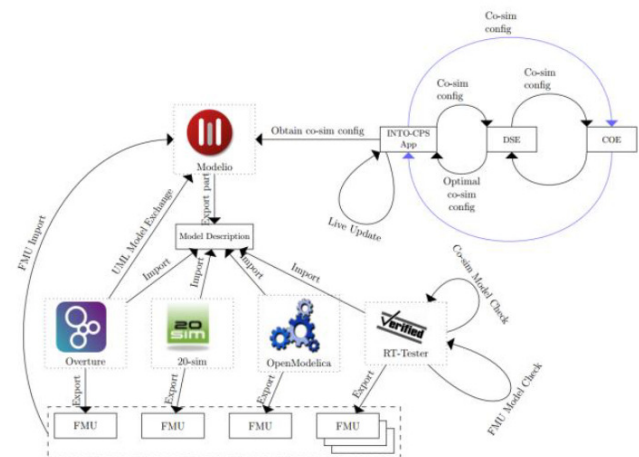 Co-sim
config
Co-sim
config
Co-sim
config
Obtain co-sim config
INTO-CPS
App
DSE
COE
Modelio
Optimal
co-sim
config
Live Update
Export part
UML Model Exchange
FMU Import
Model Description
Import
Import
Import
Import
Co-sim Model Check
20
SIM
Verified
Overture
20-sim
OpenModelica
RT-Tester
FMU Model Check
Export
Export
Export
Export
FMU
FMU
FMU
FMU